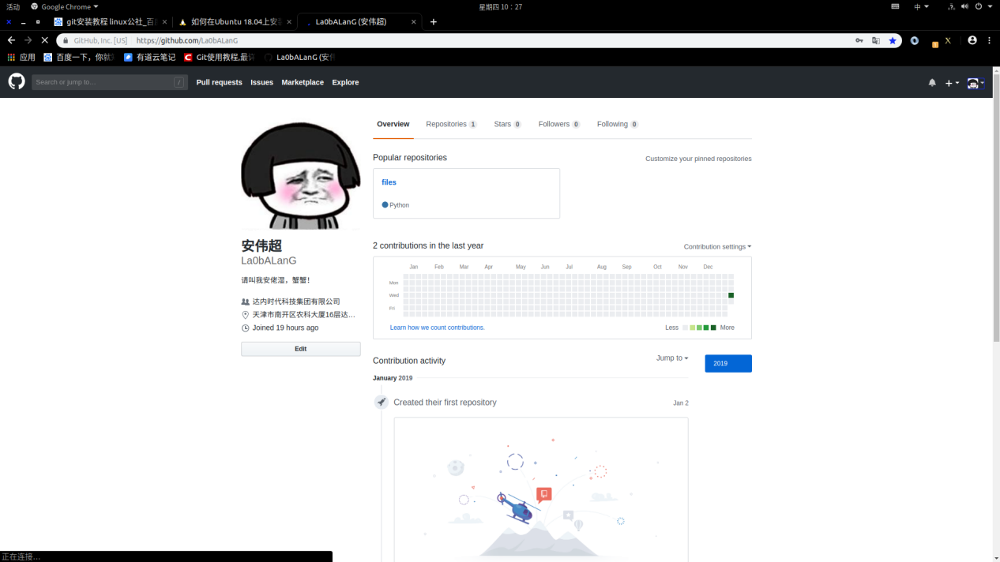 活动 Google Chrome 星期四 10：27 中
git安装教程 linux公社_百 如何在Ubuntu 18.04上安 La0bALanG (安伟超)
GitHub, Inc. [US] https://github.com/La0bALanG
应用 百度一下，你就 有道云笔记 Git使用教程,最详 La0bALanG (安伟
Search or jump to… / Pull requests Issues Marketplace Explore
Overview Repositories 1 Stars 0 Followers 0 Following 0
Popular repositories Customize your pinned repositories
files
Python
安伟超
La0bALanG
请叫我安佬湿，蟹蟹！
达内时代科技集团有限公司
天津市南开区农科大厦16层达…
Joined 19 hours ago
Edit
2 contributions in the last year Contribution settings
Jan Feb Mar Apr May Jun Jul Aug Sep Oct Nov Dec
Mon
Wed
Fri
Learn how we count contributions. Less More
Contribution activity Jump to 2019
January 2019
Created their first repository Jan 2
正在连接…